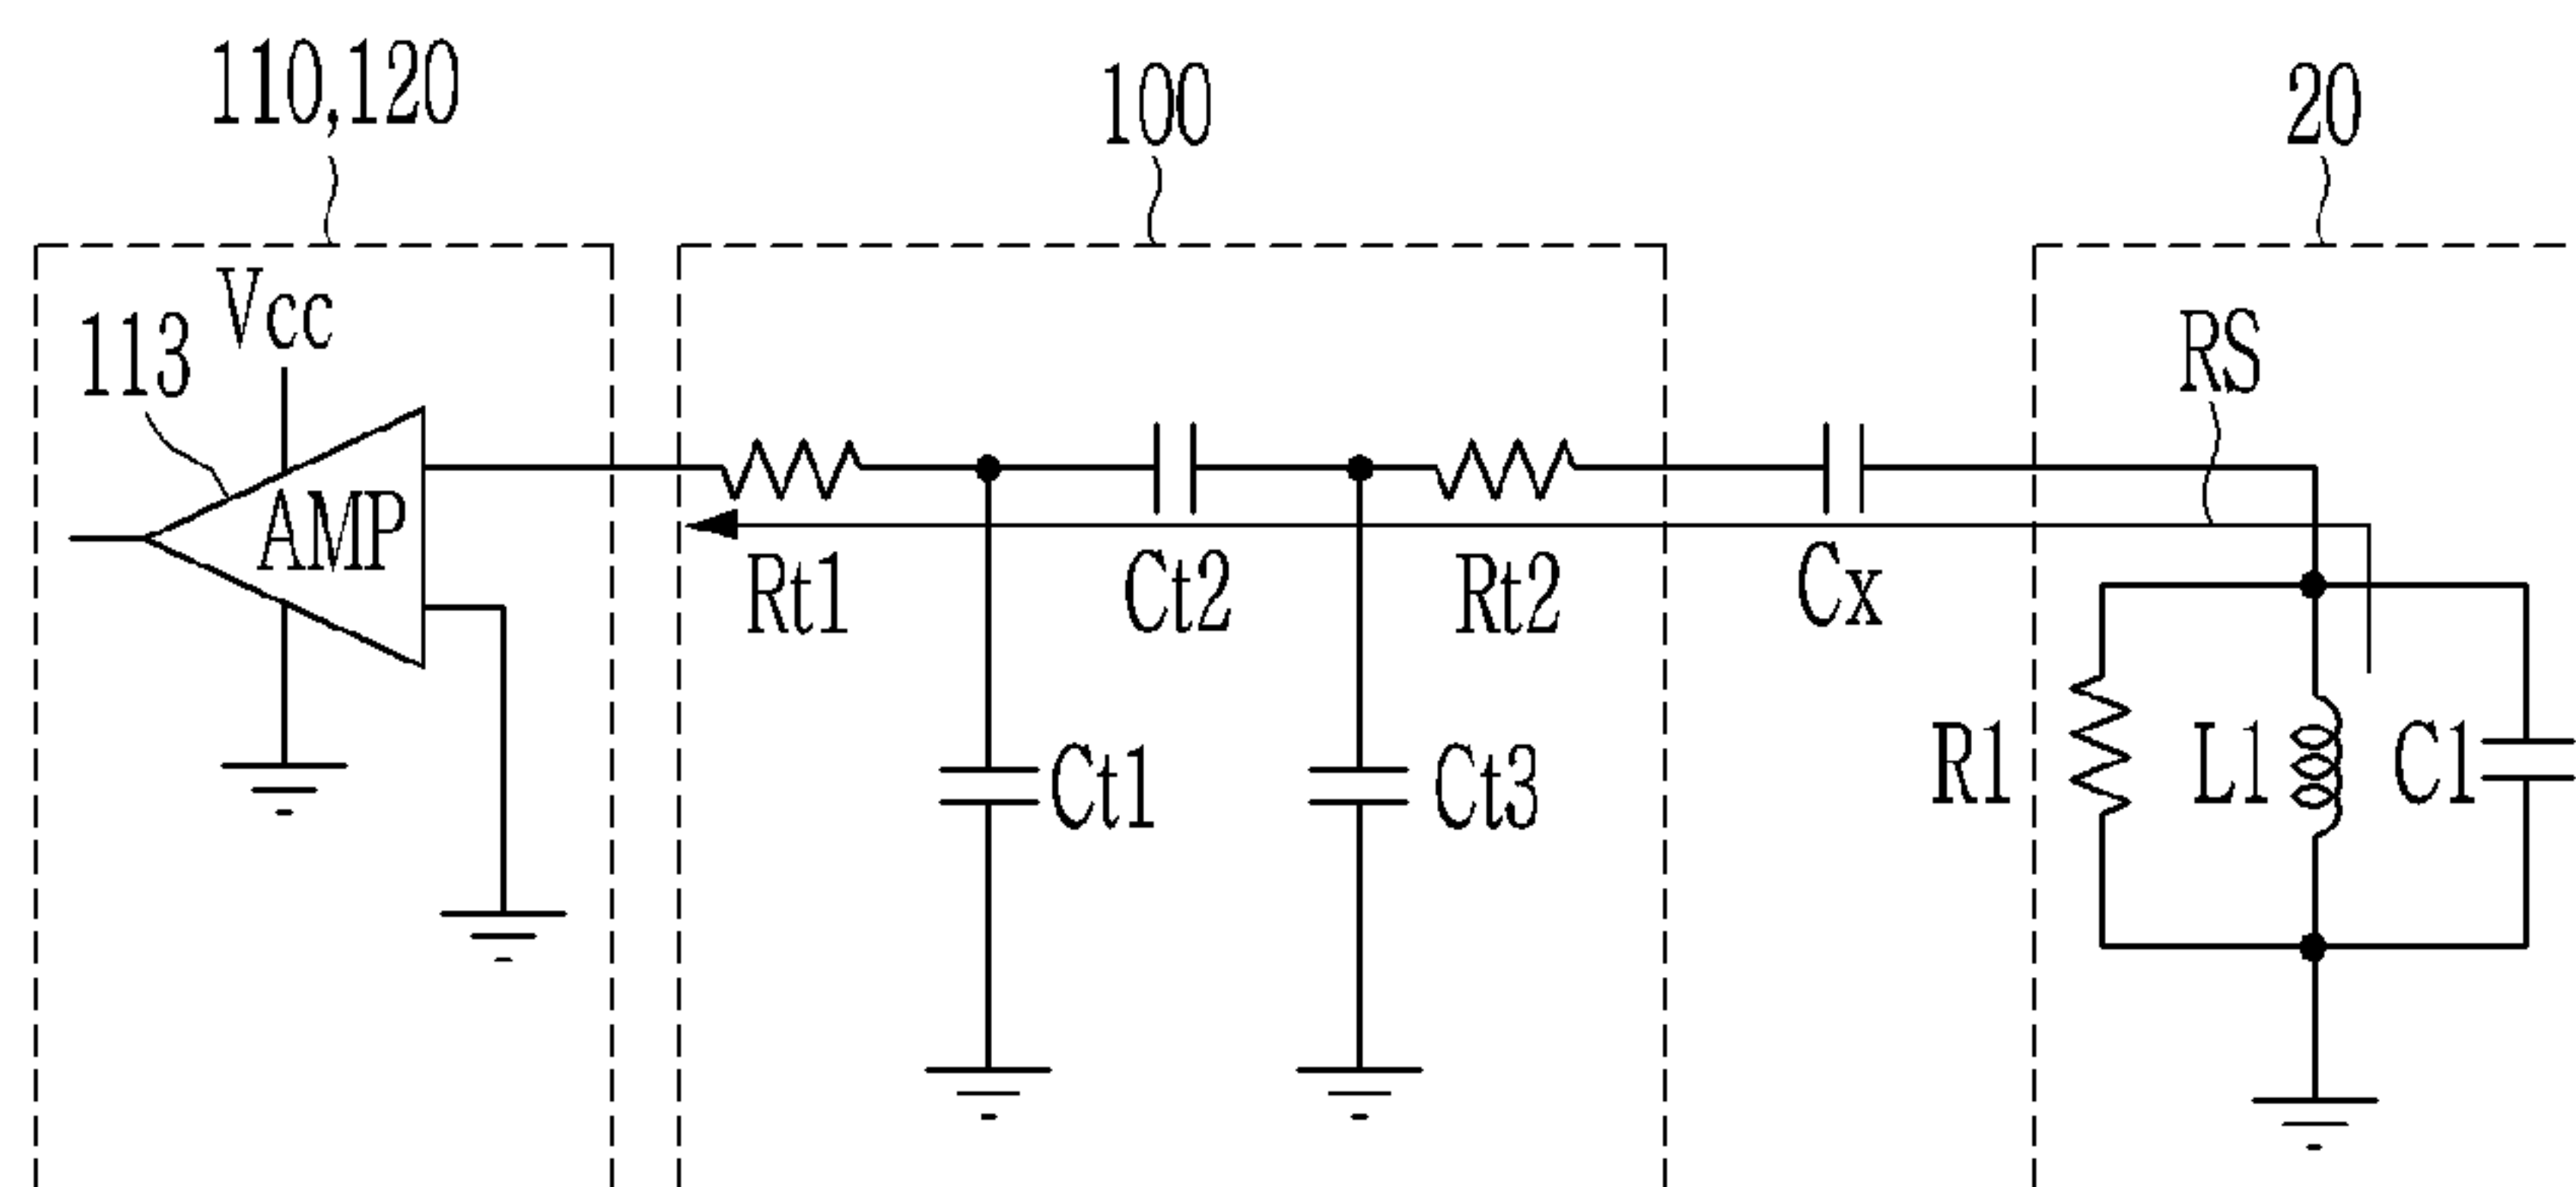 110,120
100
20
Vcc
113
RS
AMP
Rt1
Ct2
Rt2
Cx
Ct1
Ct3
R1
L1
C1